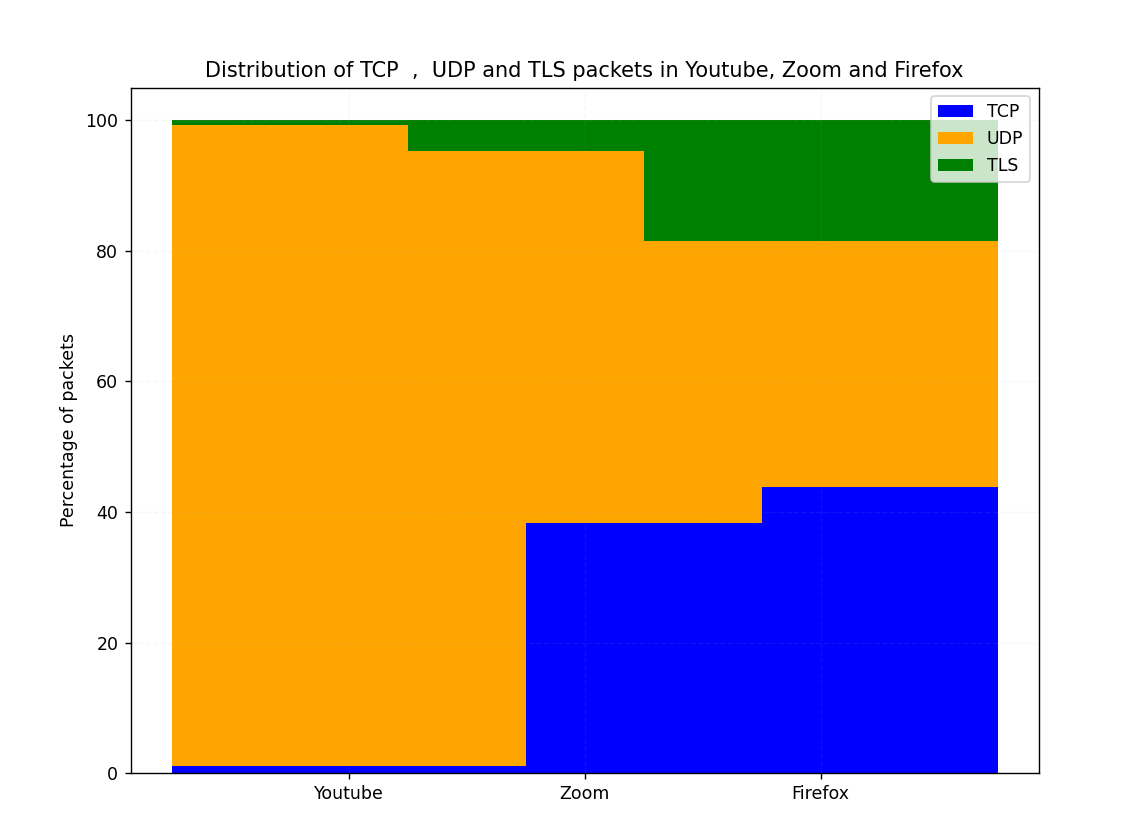 Distribution of TCP  ,  UDP and TLS packets in Youtube, Zoom and Firefox
TCP
UDP
TLS
100
80
60
40
20
0
Percentage of packets
Youtube
Zoom
Firefox